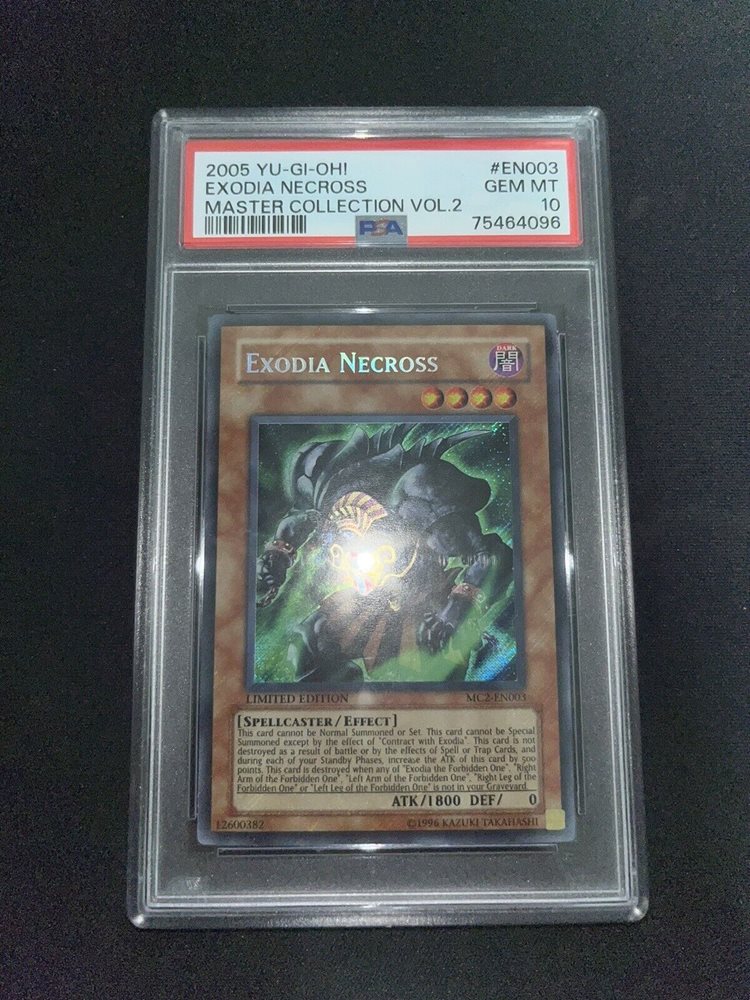 2005 YU-GI-OH! #EN003
EXODIA NECROSS GEM MT
MASTER COLLECTION VOL.2 10
PSA 75464096
EXODIA NECROSS
DARK
闇
LIMITED EDITION MC2-EN003
[SPELLCASTER/EFFECT]
This card cannot be Normal Summoned or Set. This card cannot be Special
Summoned except by the effect of "Contract with Exodia". This card is not
destroyed as a result of battle or by the effects of Spell or Trap Cards, and
during each of your Standby Phases, increase the ATK of this card by 500
points. This card is destroyed when any of "Exodia the Forbidden One", "Right
Arm of the Forbidden One", "Left Arm of the Forbidden One", "Right Leg of the
Forbidden One" or "Left Leg of the Forbidden One" is not in your Graveyard.
ATK/1800 DEF/ 0
12600382 ©1996 KAZUKI TAKAHASHI